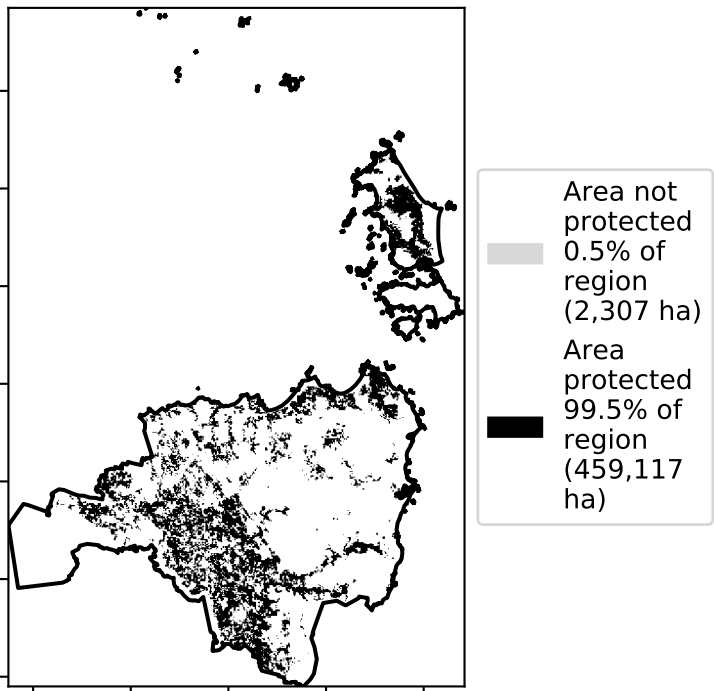 Area not
protected
0.5% of
region
(2,307 ha)
Area
protected
99.5% of
region
(459,117
ha)